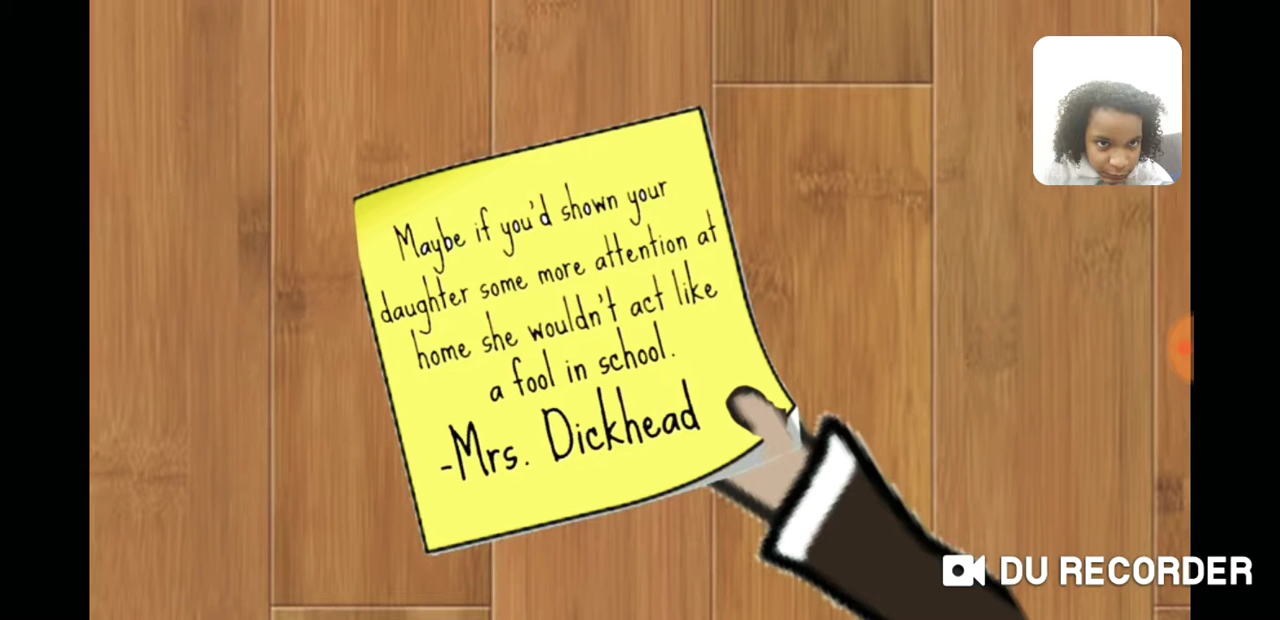 Maybe if you'd shown your
daughter some more attention at
home she wouldn't act like
a fool in school.
-Mrs. Dickhead
DU RECORDER